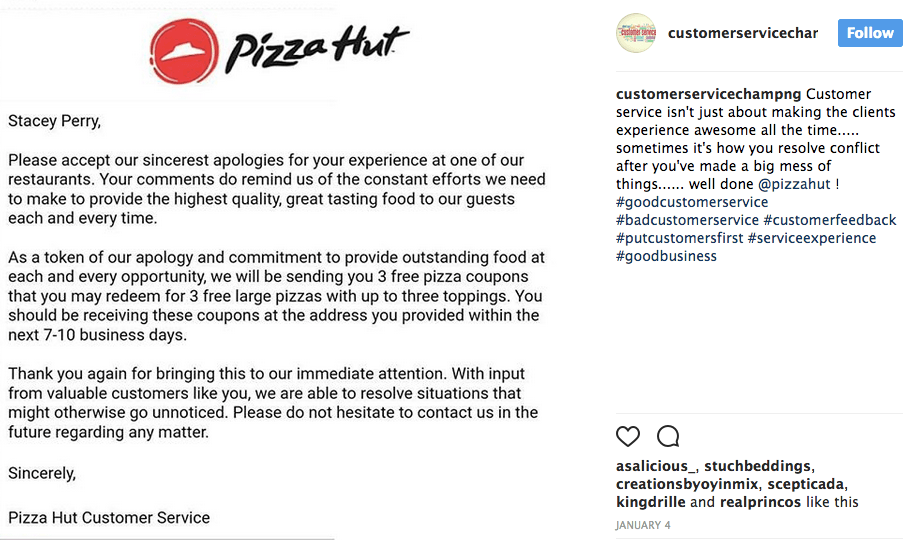 Pizza Hut
Stacey Perry,
Please accept our sincerest apologies for your experience at one of our
restaurants. Your comments do remind us of the constant efforts we need
to make to provide the highest quality, great tasting food to our guests
each and every time.
As a token of our apology and commitment to provide outstanding food at
each and every opportunity, we will be sending you 3 free pizza coupons
that you may redeem for 3 free large pizzas with up to three toppings. You
should be receiving these coupons at the address you provided within the
next 7-10 business days.
Thank you again for bringing this to our immediate attention. With input
from valuable customers like you, we are able to resolve situations that
might otherwise go unnoticed. Please do not hesitate to contact us in the
future regarding any matter.
Sincerely,
Pizza Hut Customer Service
customerservicechar
Follow
customerservicechampng Customer
service isn't just about making the clients
experience awesome all the time.....
sometimes it's how you resolve conflict
after you've made a big mess of
things...... well done @pizzahut !
#goodcustomerservice
#badcustomerservice #customerfeedback
#putcustomersfirst #serviceexperience
#goodbusiness
asalicious_, stuchbeddings,
creationsbyoyinmix, scepticada,
kingdrille and realprincos like this
JANUARY 4